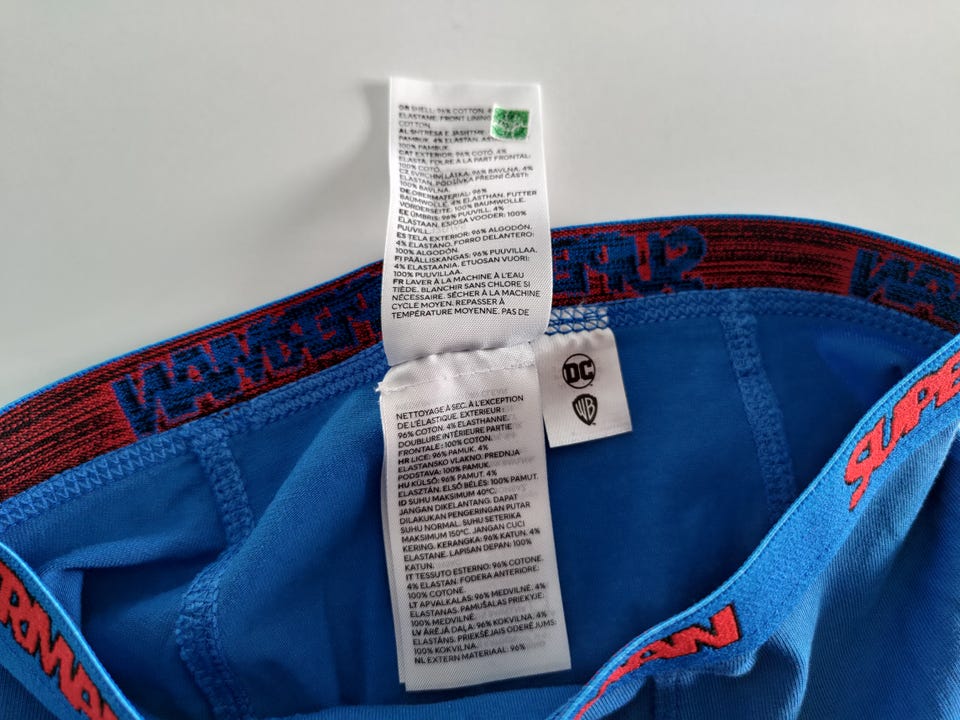 GB SHELL: 96% COTTON. 4%
ELASTANE. FRONT LINING
COTTON.
AL SHTRESA E JASHTME
PAMBUK. 4% ELASTAN. AS
100% PAMBUK.
CAT EXTERIOR: 96% COTÓ. 4%
ELASTÀ. FOLRE A LA PART FRONTAL:
100% COTÓ.
CZ SVRCHNÍ LÁTKA: 96% BAVLNA. 4%
ELASTAN. PODŠÍVKA PŘEDNÍ ČÁSTI:
100% BAVLNA.
DE OBERMATERIAL: 96%
BAUMWOLLE. 4% ELASTHAN. FUTTER
VORDERSEITE: 100% BAUMWOLLE.
EE ÜMBRIS: 96% PUUVILL. 4%
ELASTAAN. ESIOSA VOODER: 100%
PUUVILL.
ES TELA EXTERIOR: 96% ALGODÓN.
4% ELASTANO. FORRO DELANTERO:
100% ALGODÓN.
FI PÄÄLLISKANGAS: 96% PUUVILLAA.
4% ELASTAANIA. ETUOSAN VUORI:
100% PUUVILLAA.
FR LAVER À LA MACHINE À L'EAU
TIÈDE. BLANCHIR SANS CHLORE SI
NÉCESSAIRE. SÉCHER À LA MACHINE
CYCLE MOYEN. REPASSER À
TEMPÉRATURE MOYENNE. PAS DE
NETTOYAGE À SEC. À L'EXCEPTION
DE L'ÉLASTIQUE. EXTERIEUR :
96% COTON. 4% ELASTHANNE.
DOUBLURE INTÉRIEURE PARTIE
FRONTALE : 100% COTON.
HR LICE: 96% PAMUK. 4%
ELASTANSKO VLAKNO. PREDNJA
PODSTAVA: 100% PAMUK.
HU KÜLSŐ: 96% PAMUT. 4%
ELASZTÁN. ELSŐ BÉLÉS: 100% PAMUT.
ID SUHU MAKSIMUM 40°C.
JANGAN DIKELANTANG. DAPAT
DILAKUKAN PENGERINGAN PUTAR
SUHU NORMAL. SUHU SETERIKA
MAKSIMUM 150°C. JANGAN CUCI
KERING. KERANGKA: 96% KATUN. 4%
ELASTANE. LAPISAN DEPAN: 100%
KATUN.
IT TESSUTO ESTERNO: 96% COTONE.
4% ELASTAN. FODERA ANTERIORE:
100% COTONE.
LT APVALKALAS: 96% MEDVILNĖ. 4%
ELASTANAS. PAMUŠALAS PRIEKYJE:
100% MEDVILNĖ.
LV ĀRĒJĀ DAĻA: 96% KOKVILNA. 4%
ELASTĀNS. PRIEKŠĒJAIS ODERĒJUMS:
100% KOKVILNA.
NL EXTERN MATERIAAL: 96%
DC
WB
SUPE
RMAN
MAN